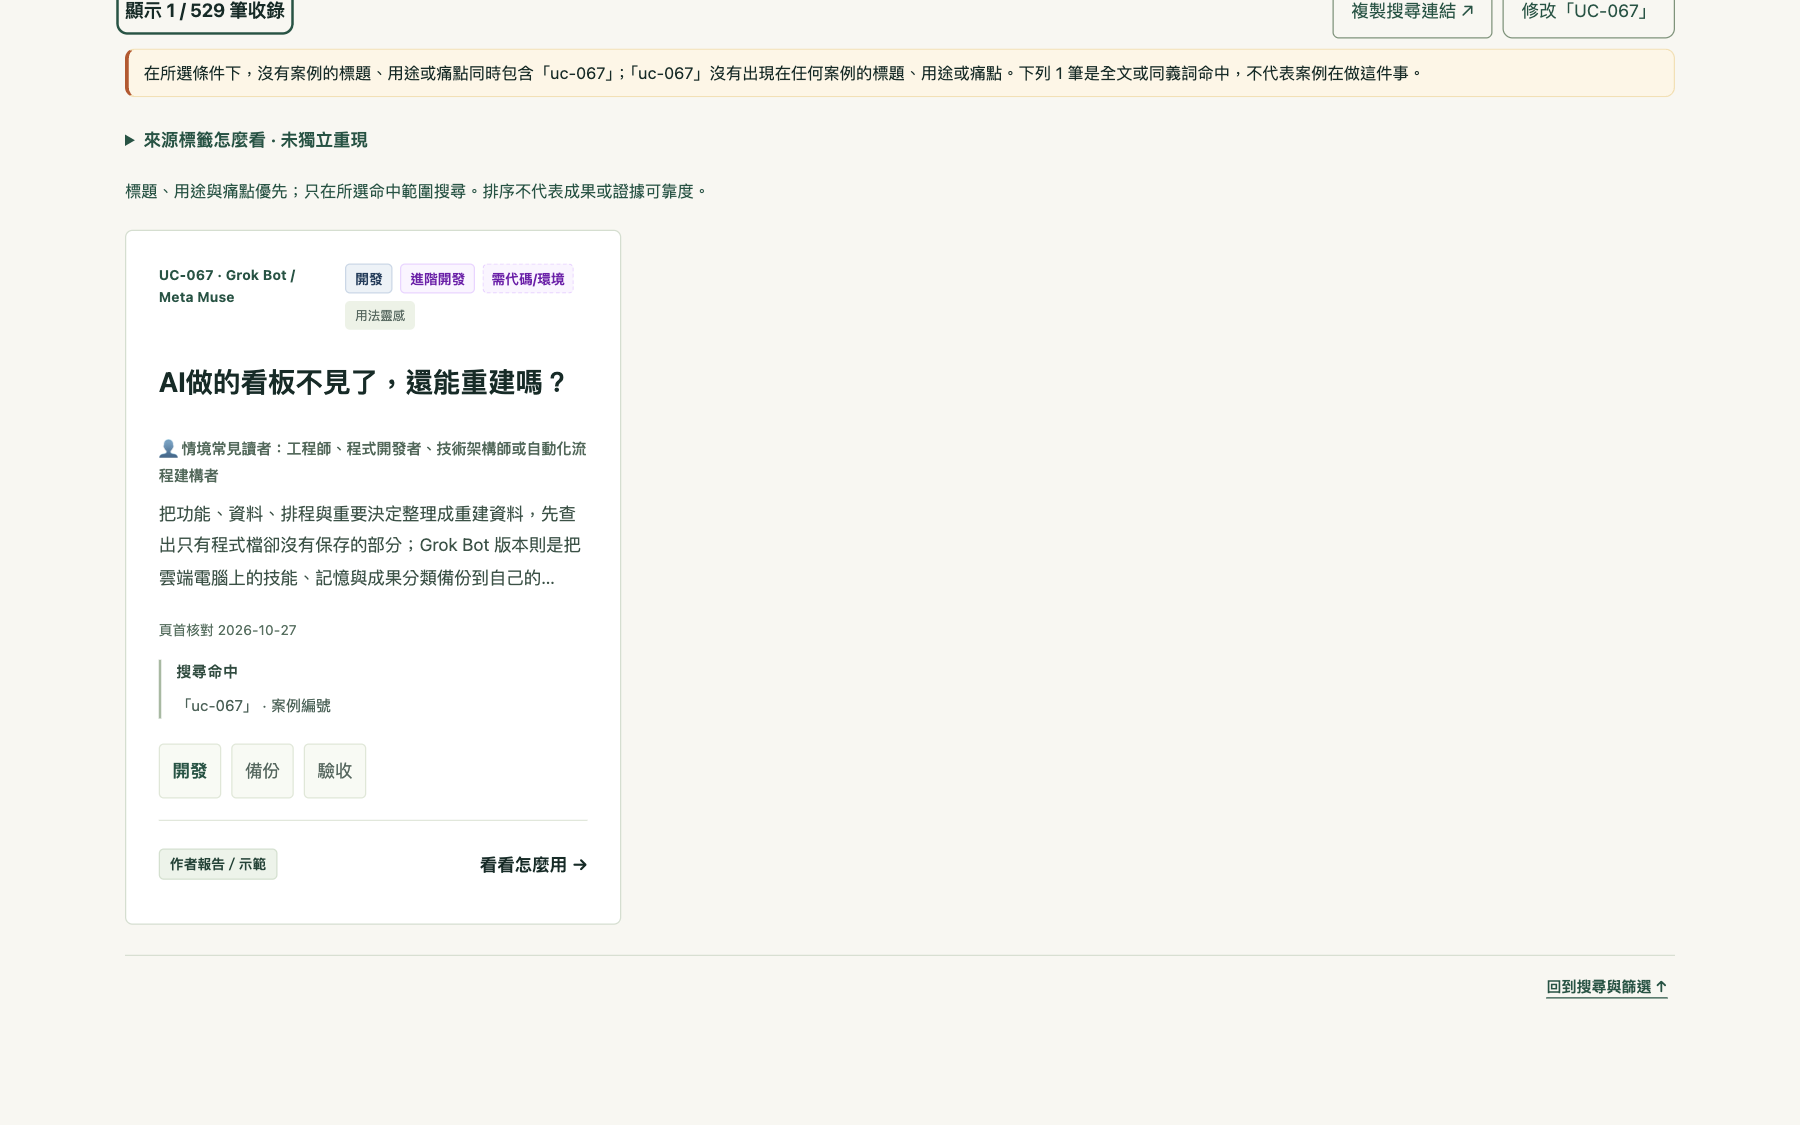 顯示 1 / 529 筆收錄
複製搜尋連結 ↗
修改「UC-067」
在所選條件下，沒有案例的標題、用途或痛點同時包含「uc-067」；「uc-067」沒有出現在任何案例的標題、用途或痛點。下列 1 筆是全文或同義詞命中，不代表案例在做這件事。
▶ 來源標籤怎麼看 · 未獨立重現
標題、用途與痛點優先；只在所選命中範圍搜尋。排序不代表成果或證據可靠度。
UC-067 · Grok Bot /
Meta Muse
開發
進階開發
需代碼/環境
用法靈感
AI做的看板不見了，還能重建嗎？
👤 情境常見讀者：工程師、程式開發者、技術架構師或自動化流
程建構者
把功能、資料、排程與重要決定整理成重建資料，先查
出只有程式檔卻沒有保存的部分；Grok Bot 版本則是把
雲端電腦上的技能、記憶與成果分類備份到自己的...
頁首核對 2026-10-27
搜尋命中
「uc-067」 · 案例編號
開發
備份
驗收
作者報告 / 示範
看看怎麼用 →
回到搜尋與篩選 ↑